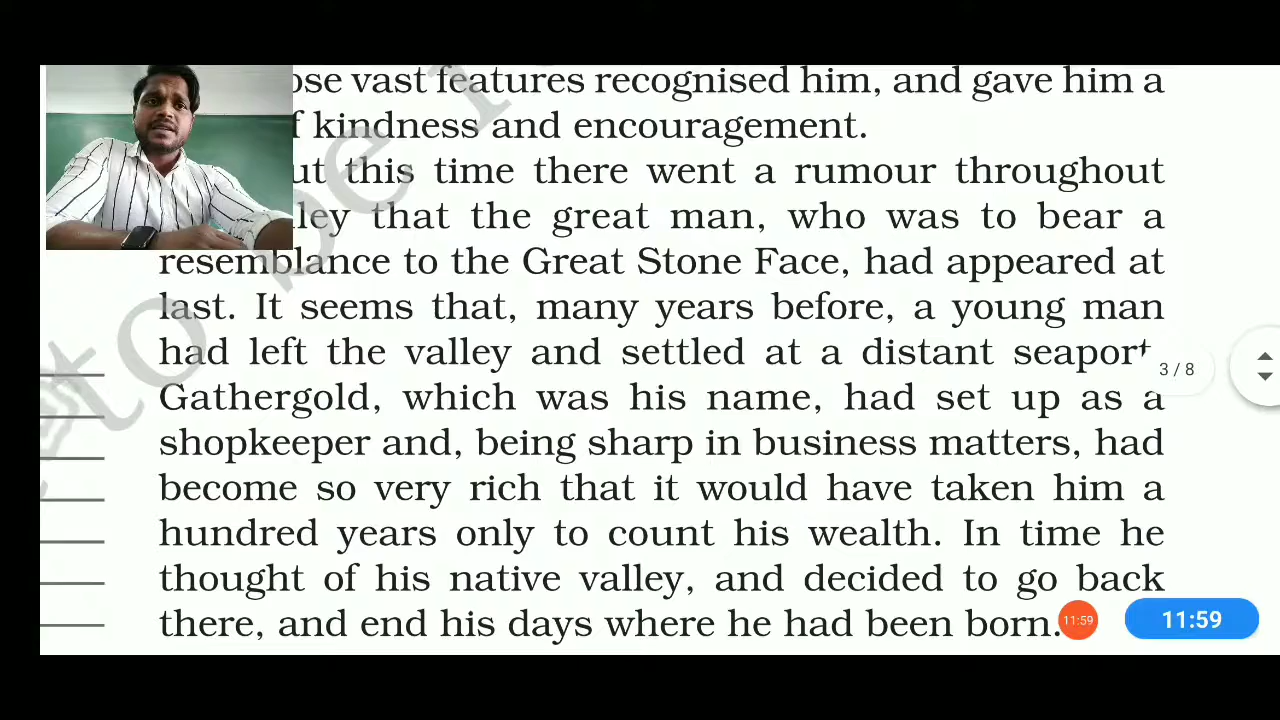 ose vast features recognised him, and gave him a
f kindness and encouragement.
ut this time there went a rumour throughout
ley that the great man, who was to bear a
resemblance to the Great Stone Face, had appeared at
last. It seems that, many years before, a young man
had left the valley and settled at a distant seaport.
3 / 8
Gathergold, which was his name, had set up as a
shopkeeper and, being sharp in business matters, had
become so very rich that it would have taken him a
hundred years only to count his wealth. In time he
thought of his native valley, and decided to go back
there, and end his days where he had been born.
11:59
11:59
to be r